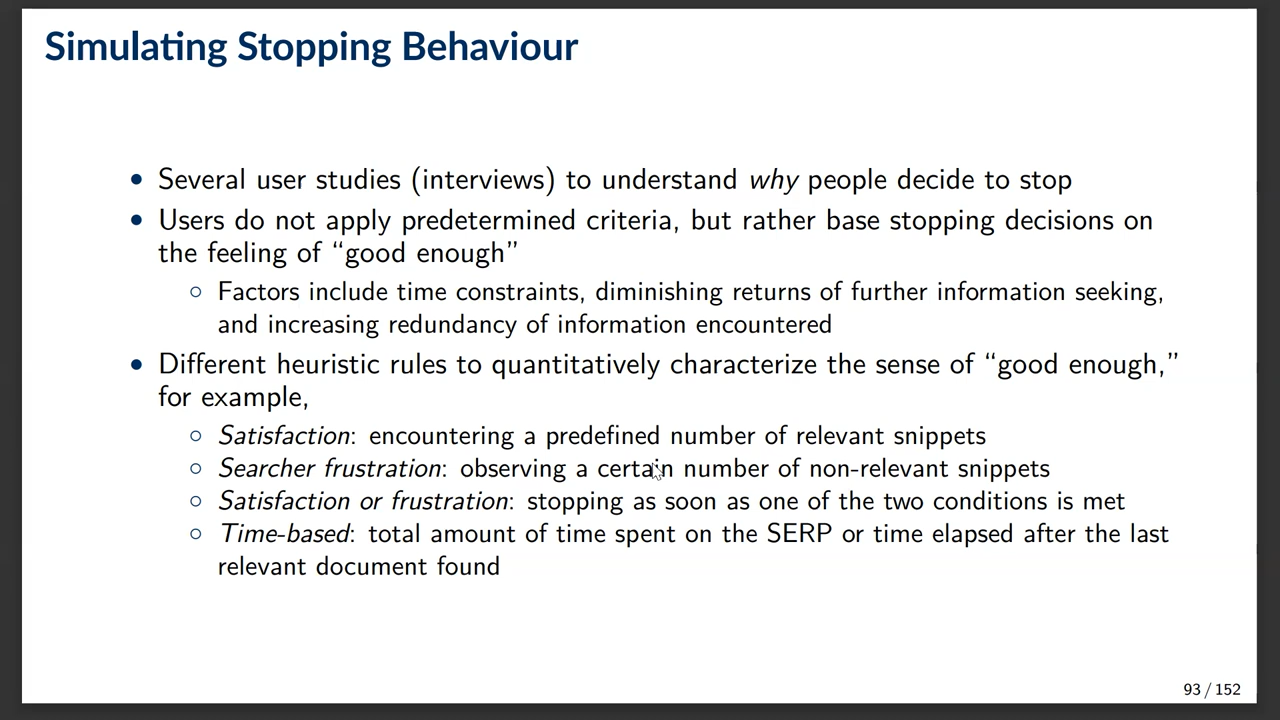 Simulating Stopping Behaviour
• Several user studies (interviews) to understand why people decide to stop
• Users do not apply predetermined criteria, but rather base stopping decisions on
the feeling of “good enough”
○ Factors include time constraints, diminishing returns of further information seeking,
and increasing redundancy of information encountered
• Different heuristic rules to quantitatively characterize the sense of “good enough,”
for example,
○ Satisfaction: encountering a predefined number of relevant snippets
○ Searcher frustration: observing a certain number of non-relevant snippets
○ Satisfaction or frustration: stopping as soon as one of the two conditions is met
○ Time-based: total amount of time spent on the SERP or time elapsed after the last
relevant document found
93 / 152